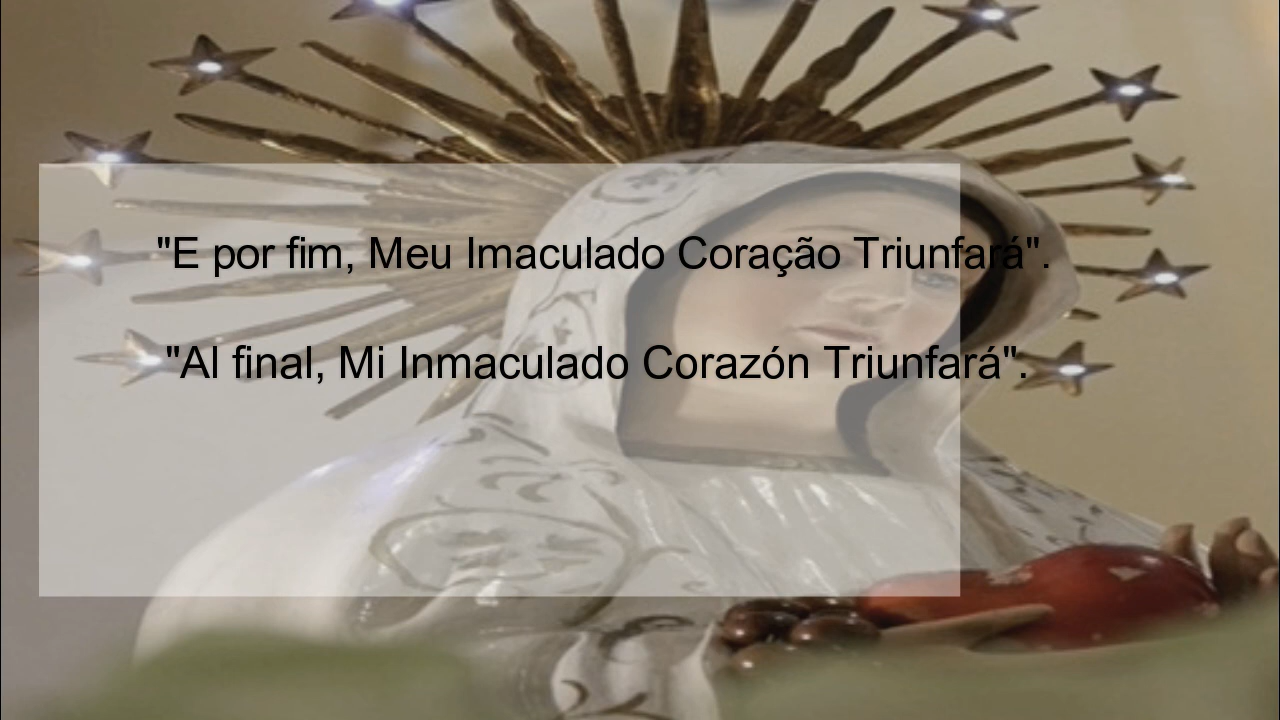 "E por fim, Meu Imaculado Coração Triunfará".
"Al final, Mi Inmaculado Corazón Triunfará".